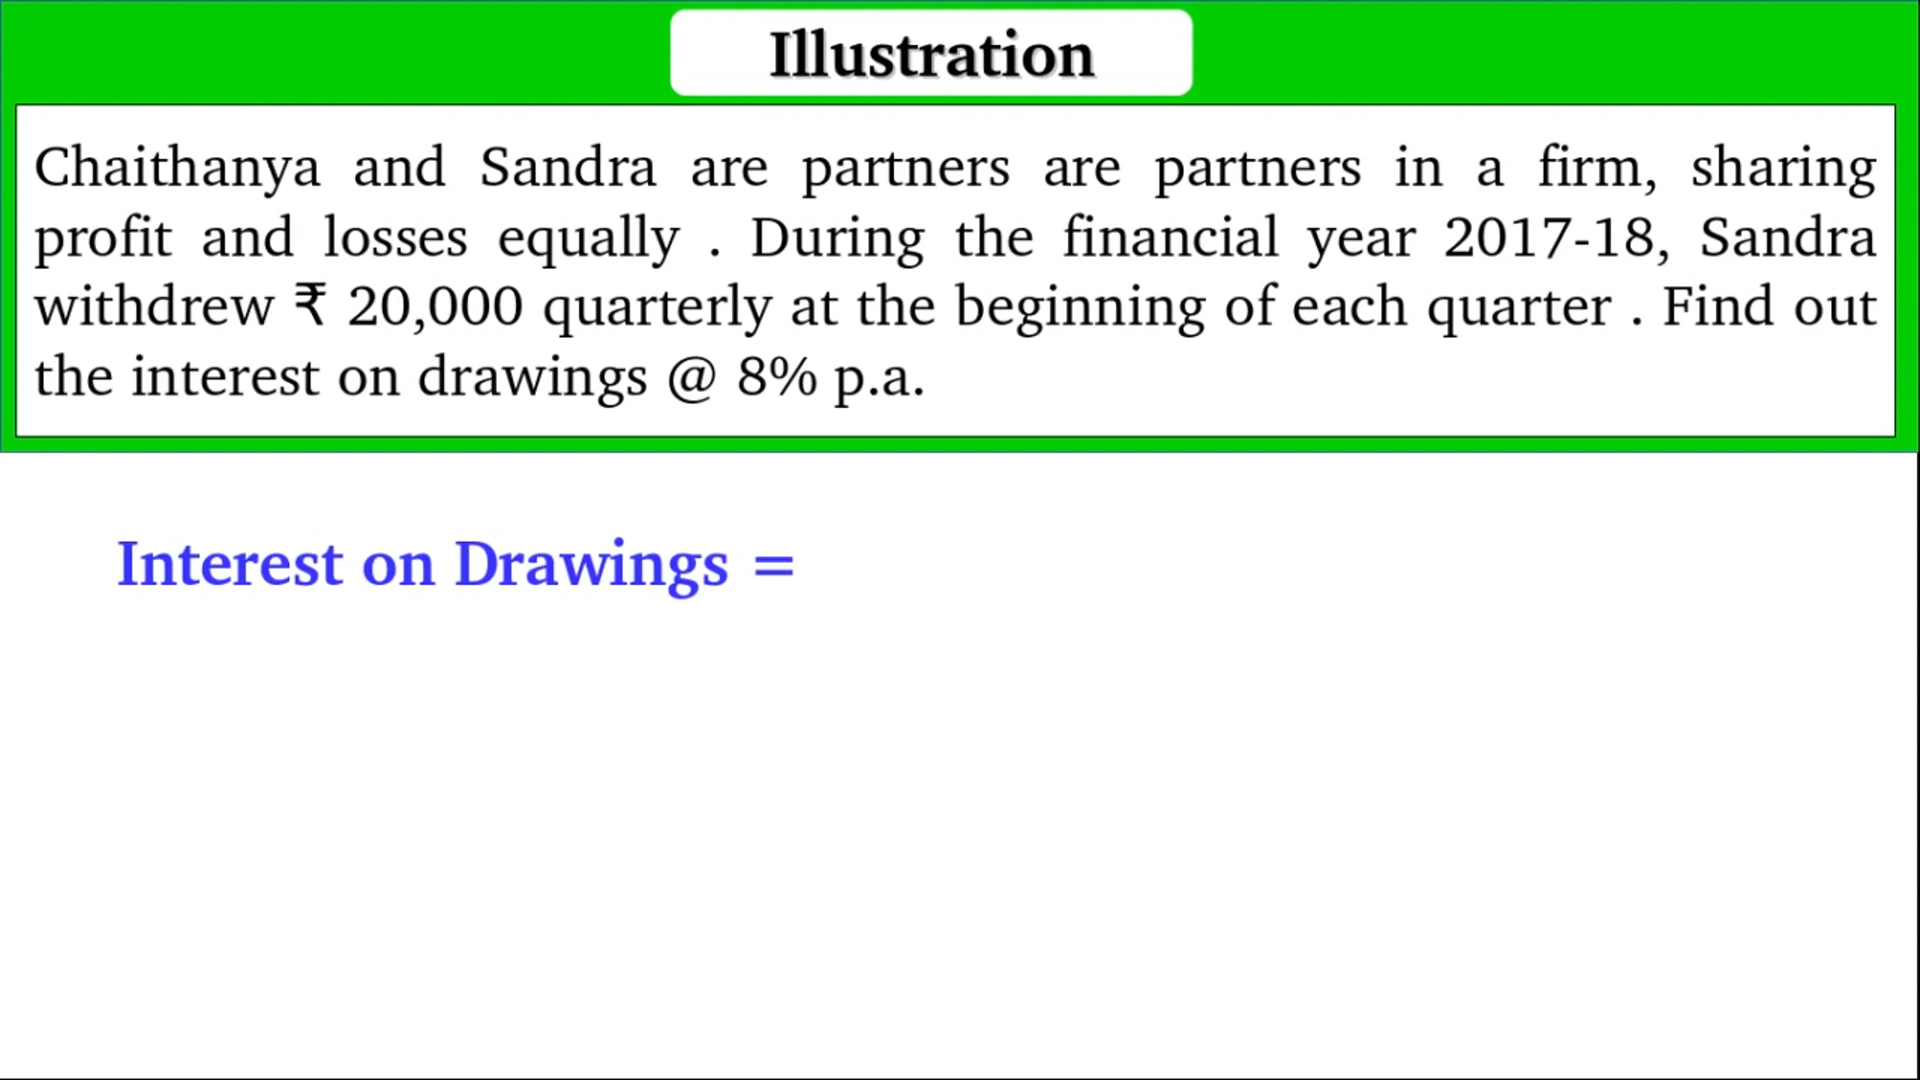 Illustration
Chaithanya and Sandra are partners are partners in a firm, sharing
profit and losses equally . During the financial year 2017-18, Sandra
withdrew ₹ 20,000 quarterly at the beginning of each quarter . Find out
the interest on drawings @ 8% p.a.
Interest on Drawings =